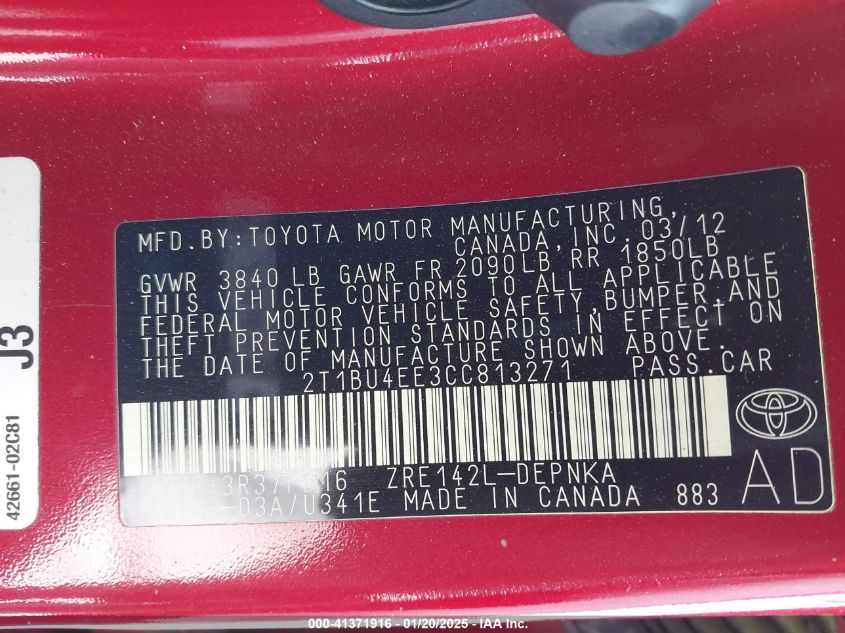 MFD. BY: TOYOTA MOTOR MANUFACTURING,
CANADA, INC. 03/12
GVWR 3840 LB GAWR FR 2090LB, RR 1850LB
THIS VEHICLE CONFORMS TO ALL APPLICABLE
FEDERAL MOTOR VEHICLE SAFETY, BUMPER, AND
THEFT PREVENTION STANDARDS IN EFFECT ON
THE DATE OF MANUFACTURE SHOWN ABOVE.
2T1BU4EE3CC813271 PASS. CAR
:3R3/ 16 ZRE142L-DEPNKA
-03A/U341E MADE IN CANADA 883
AD
J3
42661-02C81
000-41371916 - 01/20/2025 - IAA Inc.